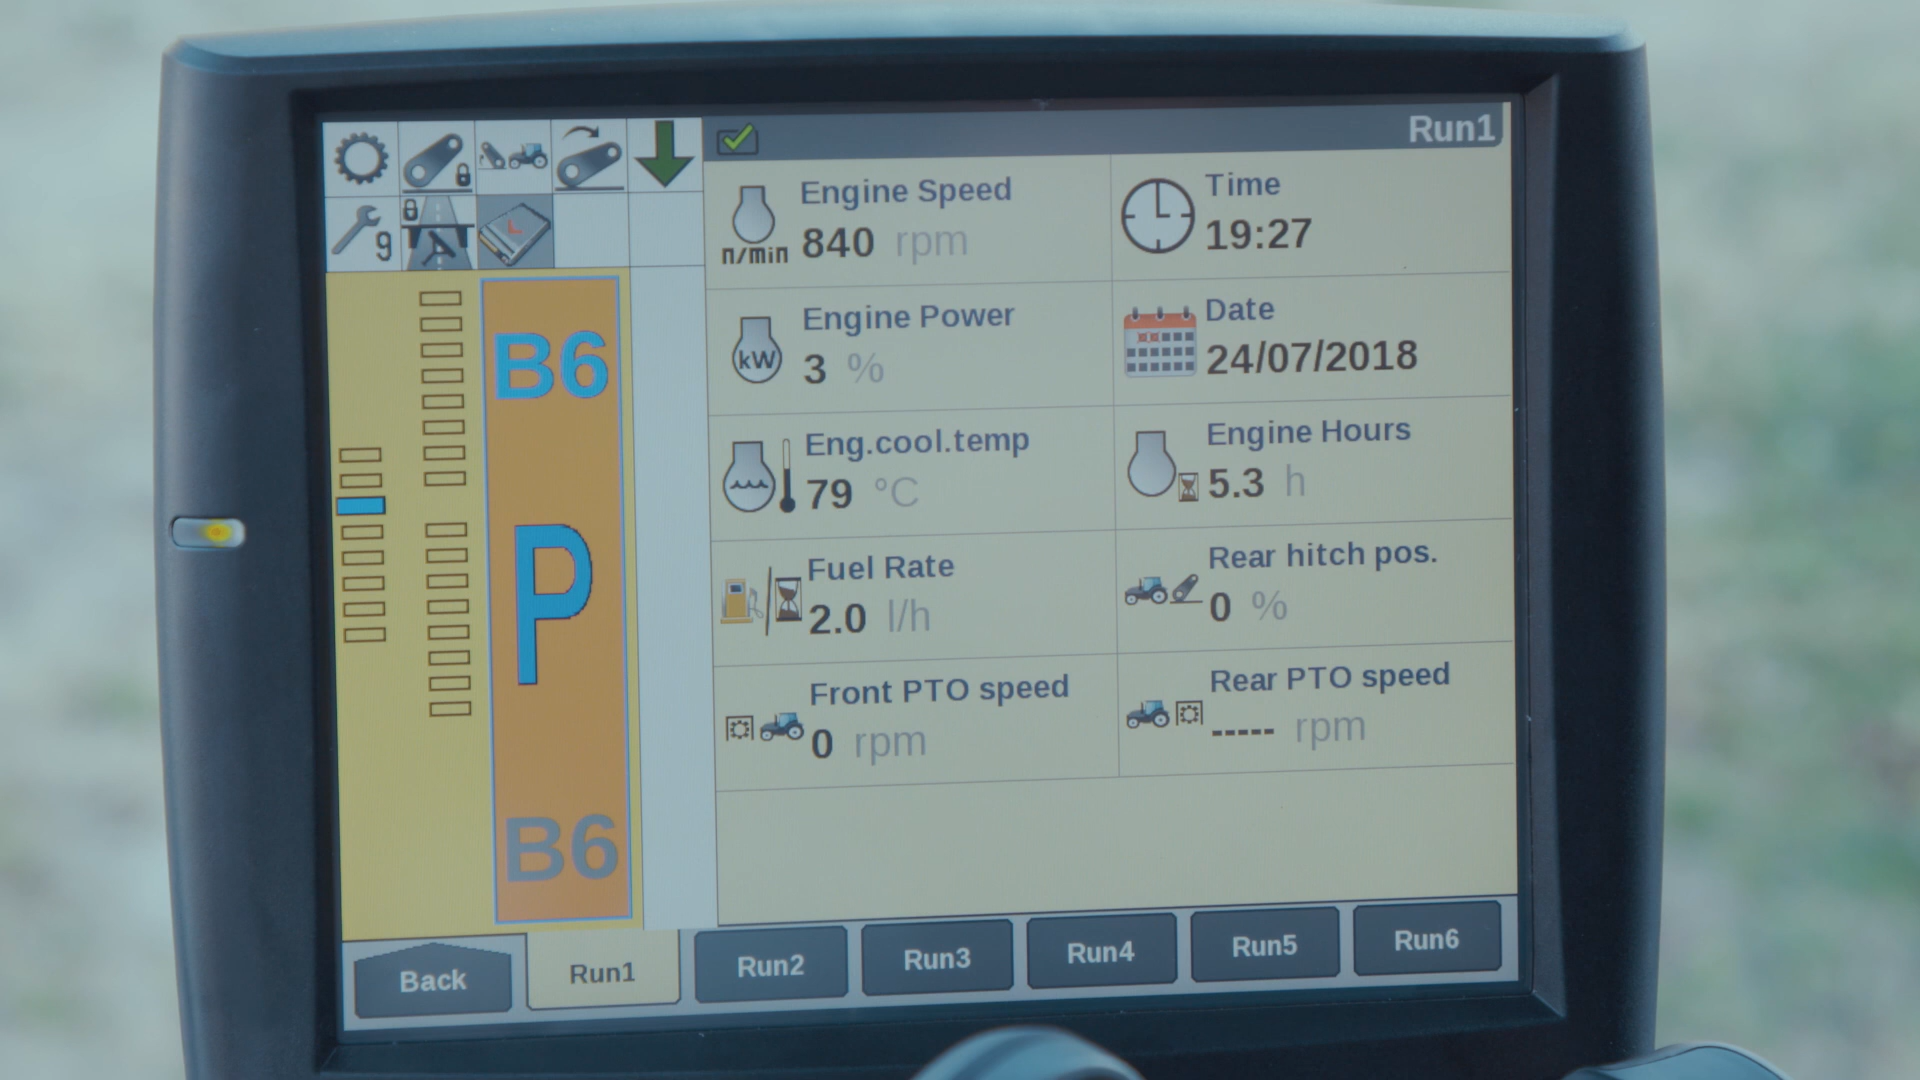 Run1
9
B6
P
B6
Engine Speed
n/min
840 rpm
Time
19:27
Engine Power
kW
3 %
Date
24/07/2018
Eng.cool.temp
79 °C
Engine Hours
5.3 h
Fuel Rate
2.0 l/h
Rear hitch pos.
0 %
Front PTO speed
0 rpm
Rear PTO speed
----- rpm
Back
Run1
Run2
Run3
Run4
Run5
Run6